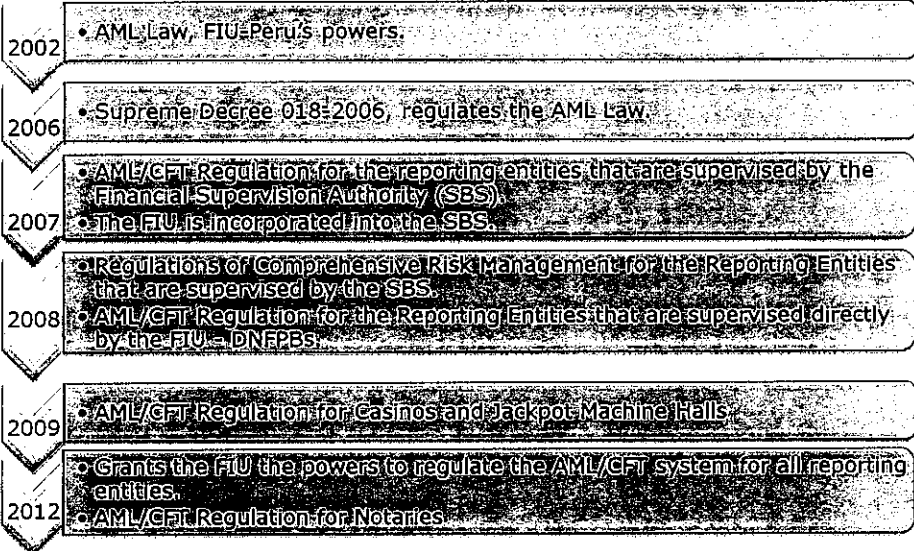 2002
• AML Law, FIU-Peru's powers.
2006
• Supreme Decree 018-2006, regulates the AML Law.
2007
• AML/CFT Regulation for the reporting entities that are supervised by the
Financial Supervision Authority (SBS).
• The FIU is incorporated into the SBS.
2008
• Regulations of Comprehensive Risk Management for the Reporting Entities
that are supervised by the SBS.
• AML/CFT Regulation for the Reporting Entities that are supervised directly
by the FIU - DNFPBs.
2009
• AML/CFT Regulation for Casinos and Jackpot Machine Halls
2012
• Grants the FIU the powers to regulate the AML/CFT system for all reporting
entities.
• AML/CFT Regulation for Notaries